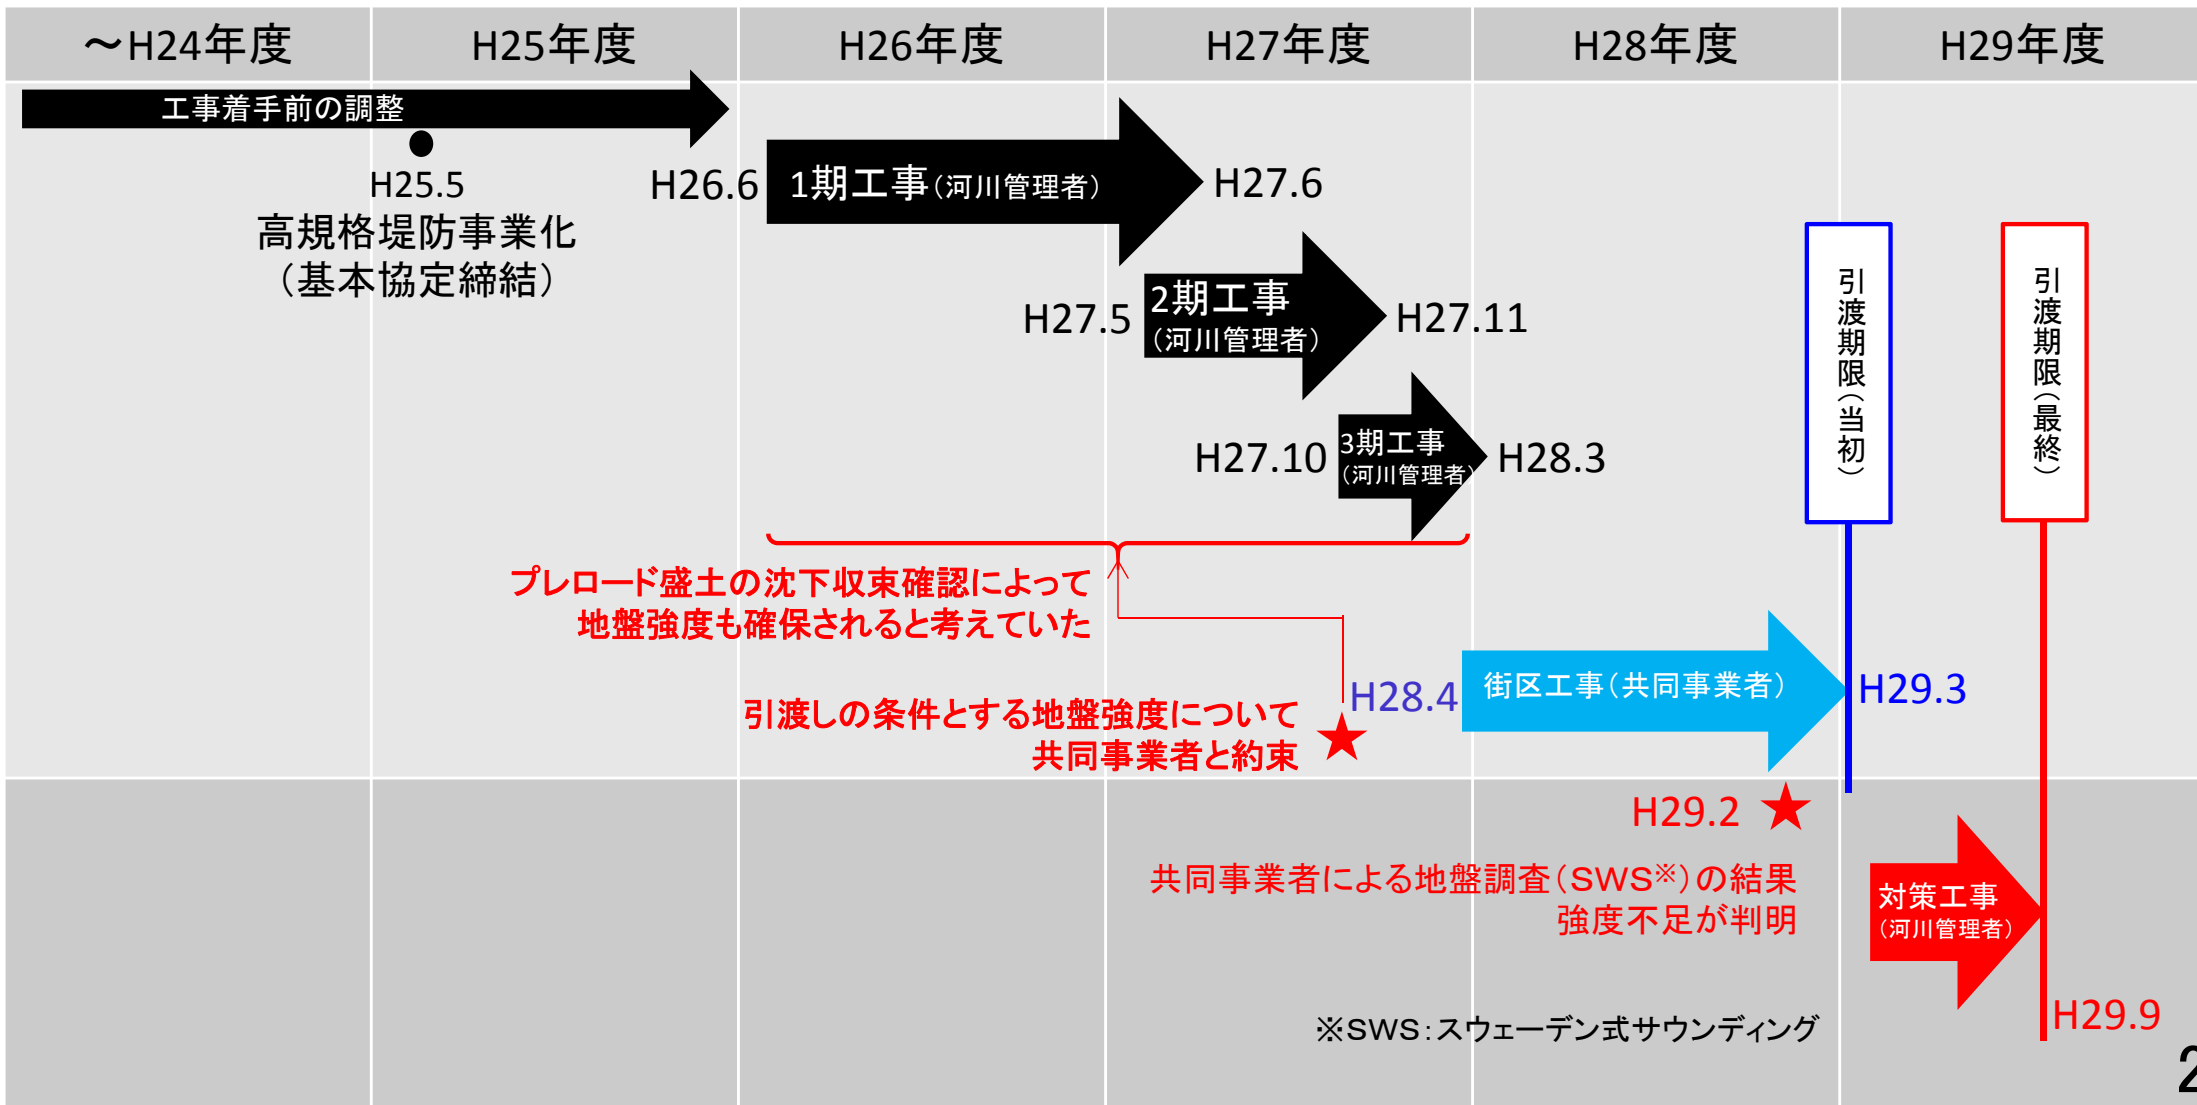 ～H24年度
H25年度
H26年度
H27年度
H28年度
H29年度
工事着手前の調整
H25.5
高規格堤防事業化
（基本協定締結）
H26.6
1期工事（河川管理者）
H27.6
H27.5
2期工事
（河川管理者）
H27.11
H27.10
3期工事
（河川管理者）
H28.3
引渡期限（当初）
引渡期限（最終）
プレロード盛土の沈下収束確認によって
地盤強度も確保されると考えていた
引渡しの条件とする地盤強度について
共同事業者と約束
H28.4
街区工事（共同事業者）
H29.3
H29.2
共同事業者による地盤調査（SWS※）の結果
強度不足が判明
対策工事
（河川管理者）
H29.9
※SWS：スウェーデン式サウンディング
2